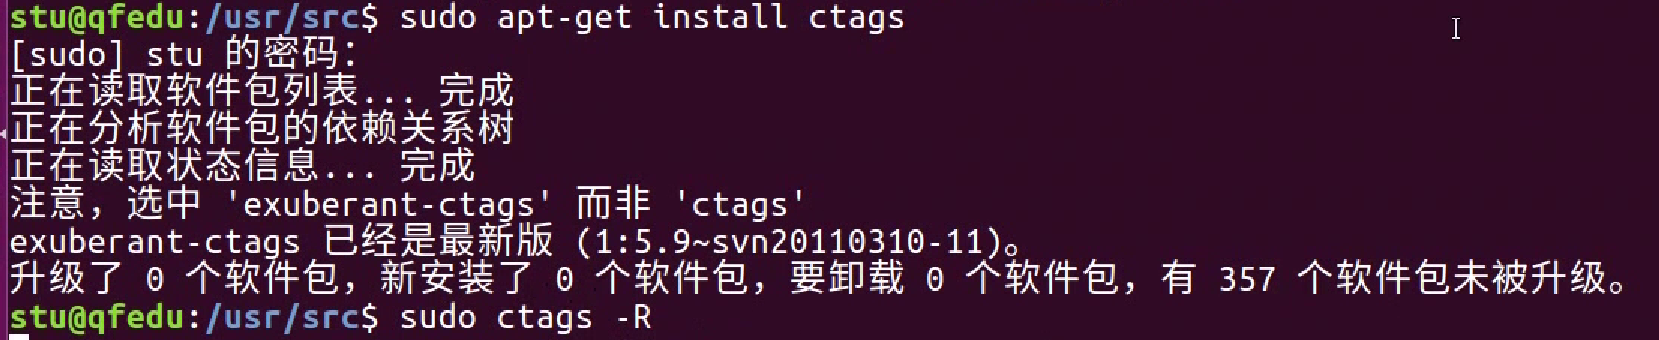 stu@qfedu:/usr/src$ sudo apt-get install ctags
[sudo] stu 的密码：
正在读取软件包列表... 完成
正在分析软件包的依赖关系树
正在读取状态信息... 完成
注意，选中 'exuberant-ctags' 而非 'ctags'
exuberant-ctags 已经是最新版 (1:5.9~svn20110310-11)。
升级了 0 个软件包，新安装了 0 个软件包，要卸载 0 个软件包，有 357 个软件包未被升级。
stu@qfedu:/usr/src$ sudo ctags -R